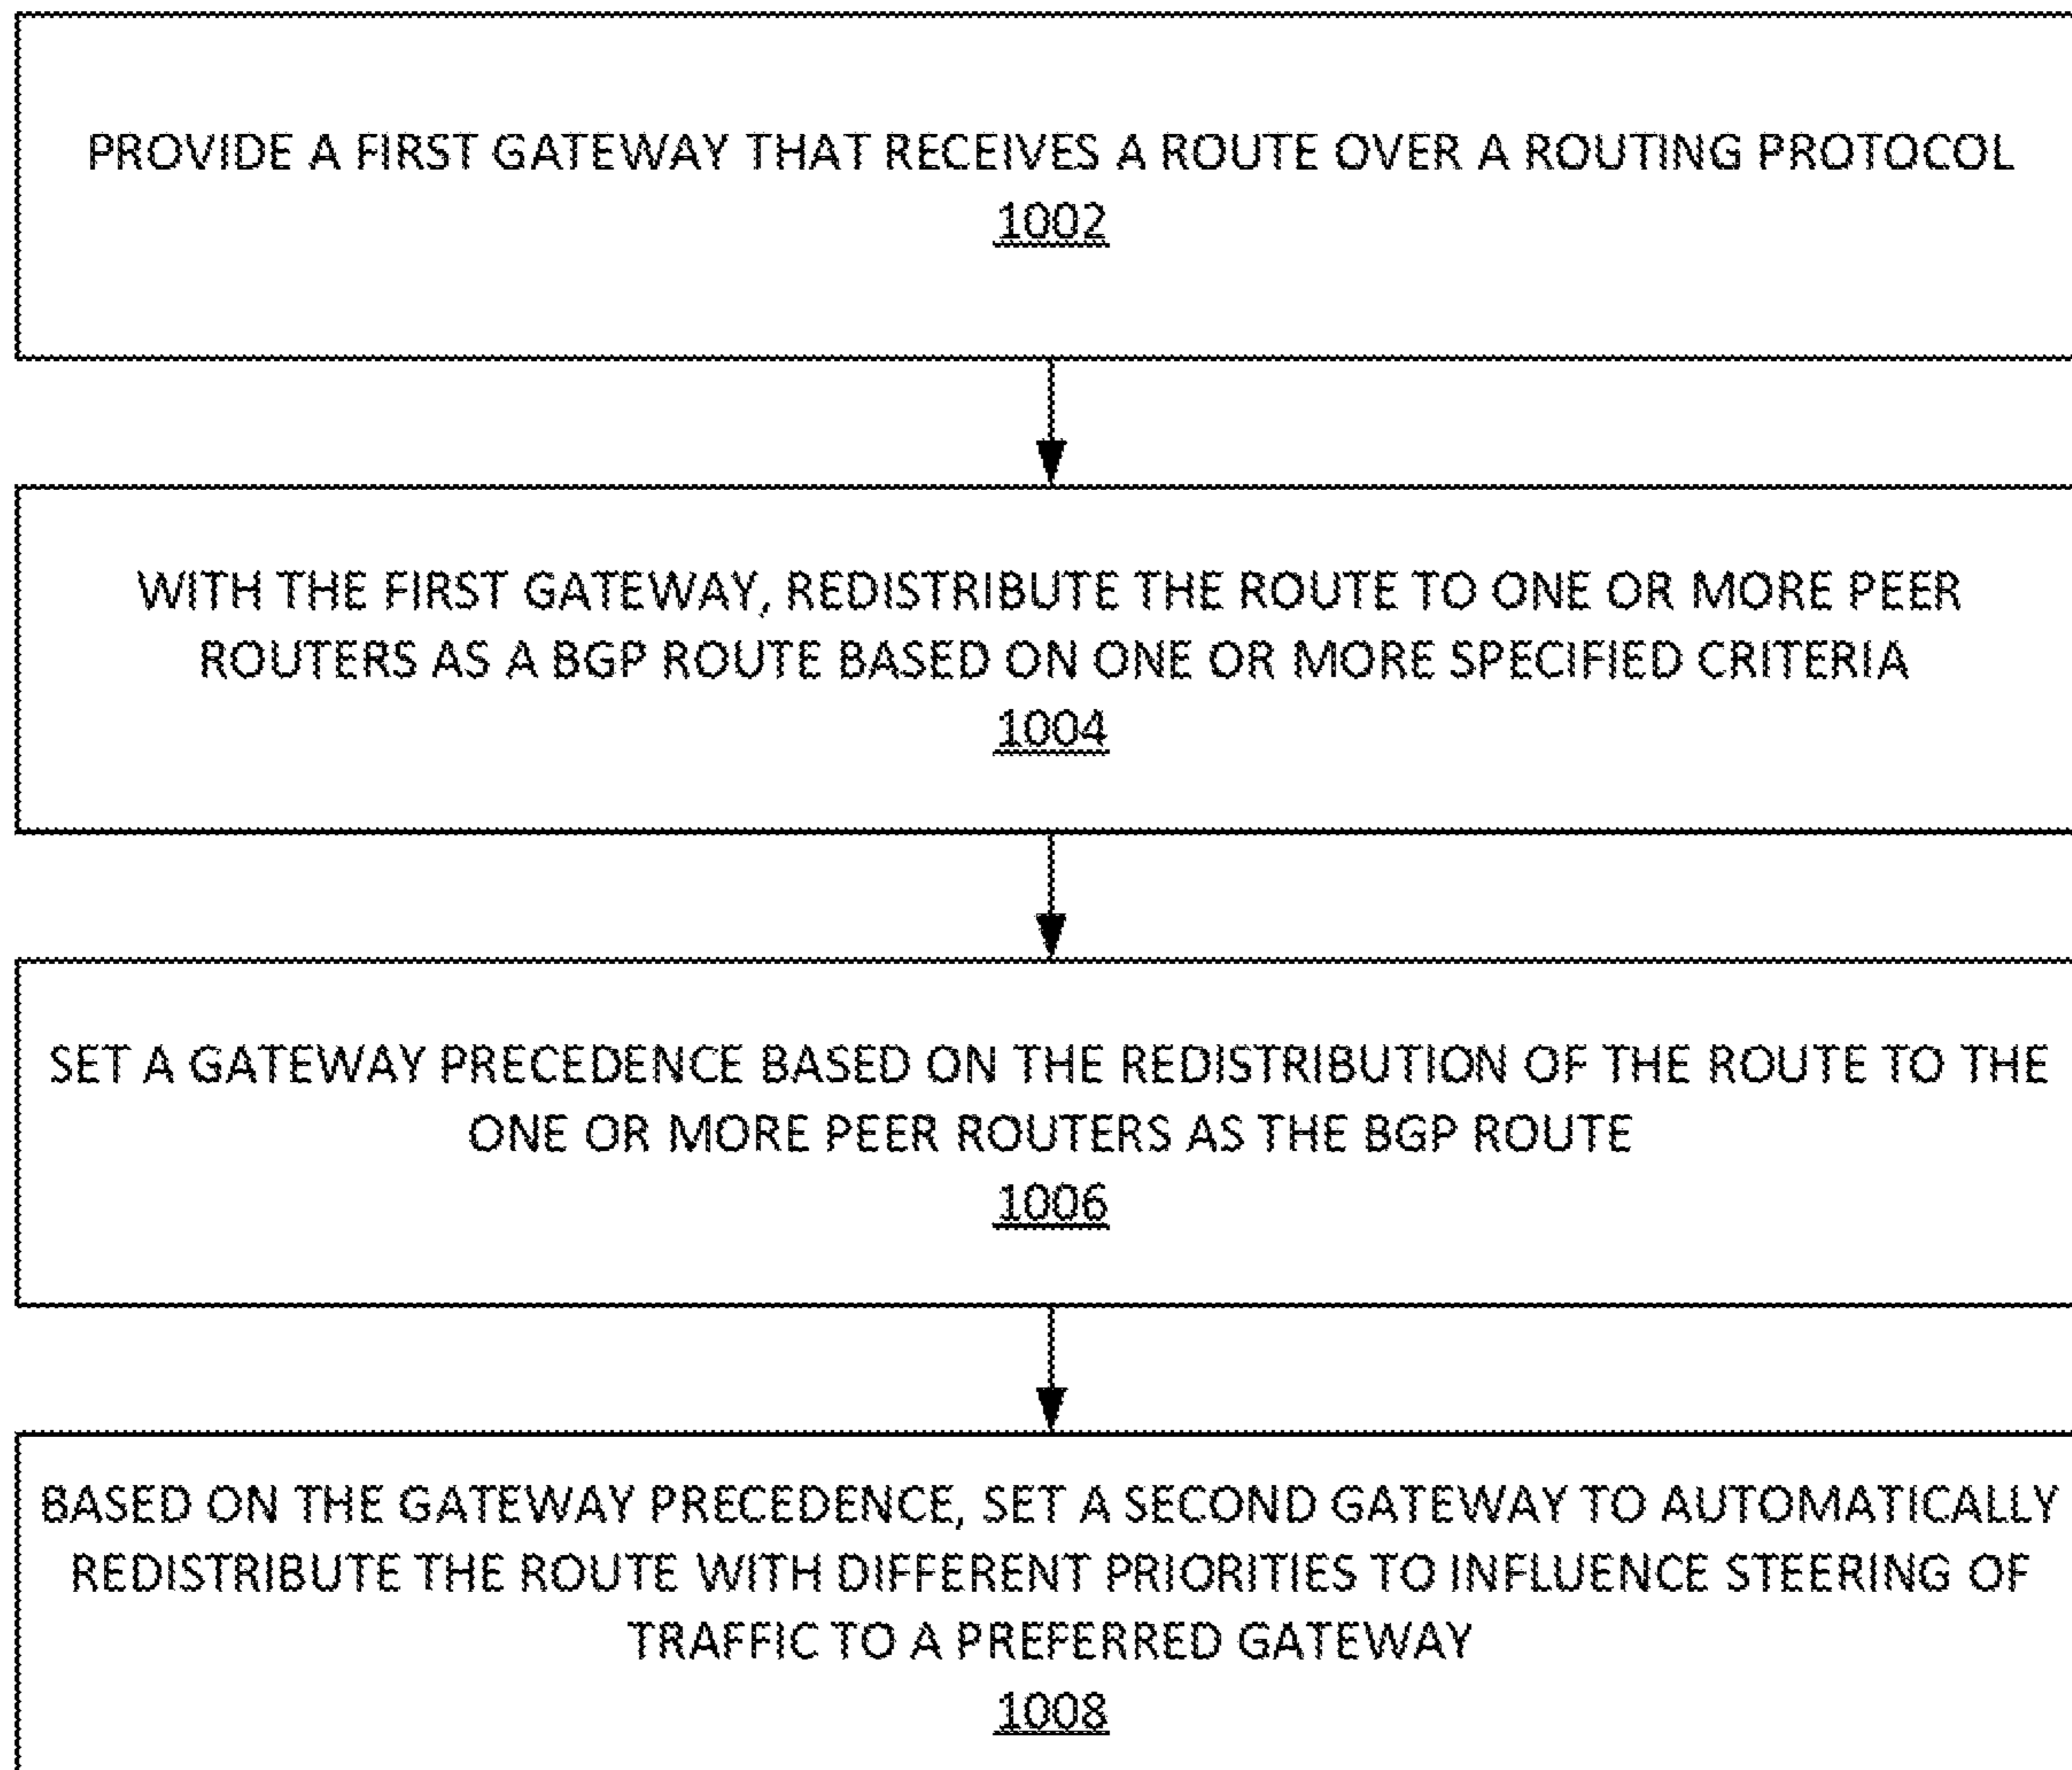 PROVIDE A FIRST GATEWAY THAT RECEIVES A ROUTE OVER A ROUTING PROTOCOL
1002
WITH THE FIRST GATEWAY, REDISTRIBUTE THE ROUTE TO ONE OR MORE PEER
ROUTERS AS A BGP ROUTE BASED ON ONE OR MORE SPECIFIED CRITERIA
1004
SET A GATEWAY PRECEDENCE BASED ON THE REDISTRIBUTION OF THE ROUTE TO THE
ONE OR MORE PEER ROUTERS AS THE BGP ROUTE
1006
BASED ON THE GATEWAY PRECEDENCE, SET A SECOND GATEWAY TO AUTOMATICALLY
REDISTRIBUTE THE ROUTE WITH DIFFERENT PRIORITIES TO INFLUENCE STEERING OF
TRAFFIC TO A PREFERRED GATEWAY
1008